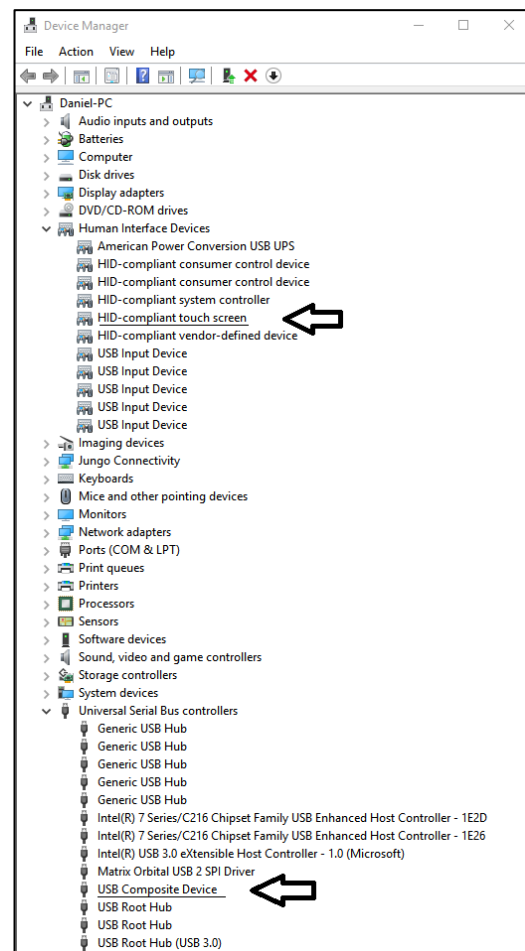 Device Manager
File Action View Help
Daniel-PC
Audio inputs and outputs
Batteries
Computer
Disk drives
Display adapters
DVD/CD-ROM drives
Human Interface Devices
American Power Conversion USB UPS
HID-compliant consumer control device
HID-compliant consumer control device
HID-compliant system controller
HID-compliant touch screen
HID-compliant vendor-defined device
USB Input Device
USB Input Device
USB Input Device
USB Input Device
USB Input Device
Imaging devices
Jungo Connectivity
Keyboards
Mice and other pointing devices
Monitors
Network adapters
Ports (COM & LPT)
Print queues
Printers
Processors
Sensors
Software devices
Sound, video and game controllers
Storage controllers
System devices
Universal Serial Bus controllers
Generic USB Hub
Generic USB Hub
Generic USB Hub
Generic USB Hub
Generic USB Hub
Intel(R) 7 Series/C216 Chipset Family USB Enhanced Host Controller - 1E2D
Intel(R) 7 Series/C216 Chipset Family USB Enhanced Host Controller - 1E26
Intel(R) USB 3.0 eXtensible Host Controller - 1.0 (Microsoft)
Matrix Orbital USB 2 SPI Driver
USB Composite Device
USB Root Hub
USB Root Hub
USB Root Hub (USB 3.0)